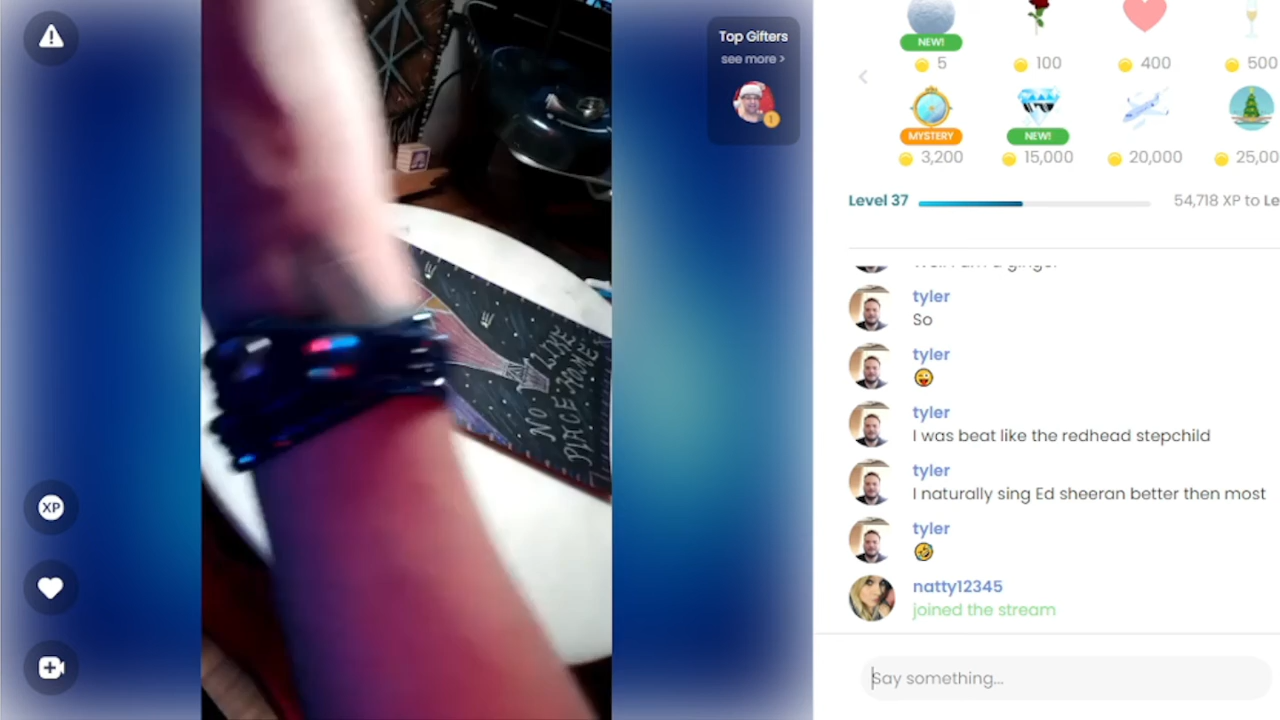 Top Gifters
see more >
NEW!
5
100
400
500
MYSTERY
NEW!
3,200
15,000
20,000
25,00
Level 37
54,718 XP to Le
tyler
So
tyler
tyler
I was beat like the redhead stepchild
tyler
I naturally sing Ed sheeran better then most
tyler
natty12345
joined the stream
Say something...
XP
NO LIKE
PLACE HOME